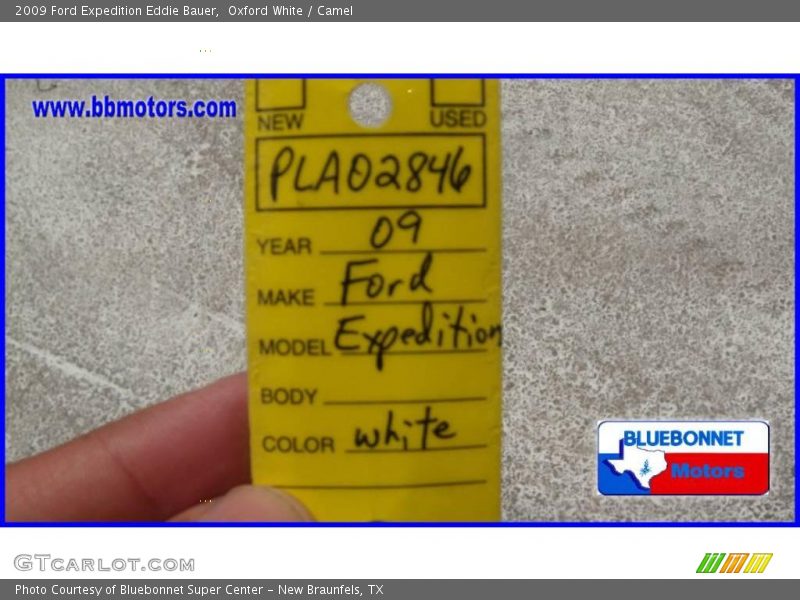 2009 Ford Expedition Eddie Bauer,  Oxford White / Camel
www.bbmotors.com
NEW USED
PLA02846
YEAR 09
MAKE Ford
MODEL Expedition
BODY
COLOR white
BLUEBONNET
Motors
GTCARLOT.COM
Photo Courtesy of Bluebonnet Super Center - New Braunfels, TX